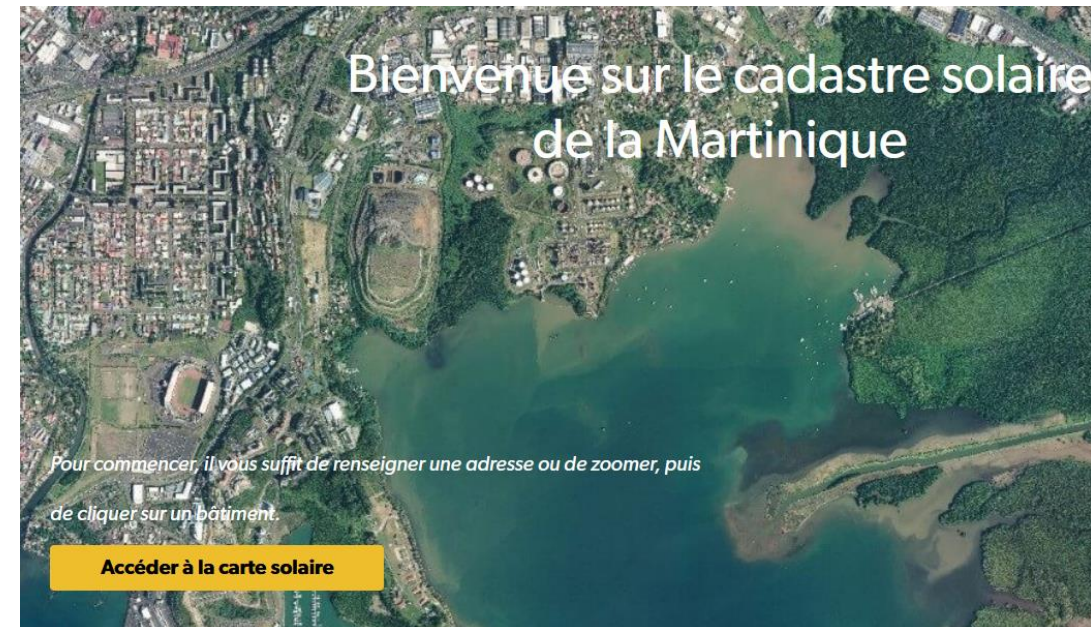 Bienvenue sur le cadastre solaire
de la Martinique
Pour commencer, il vous suffit de renseigner une adresse ou de zoomer, puis
de cliquer sur un bâtiment.
Accéder à la carte solaire